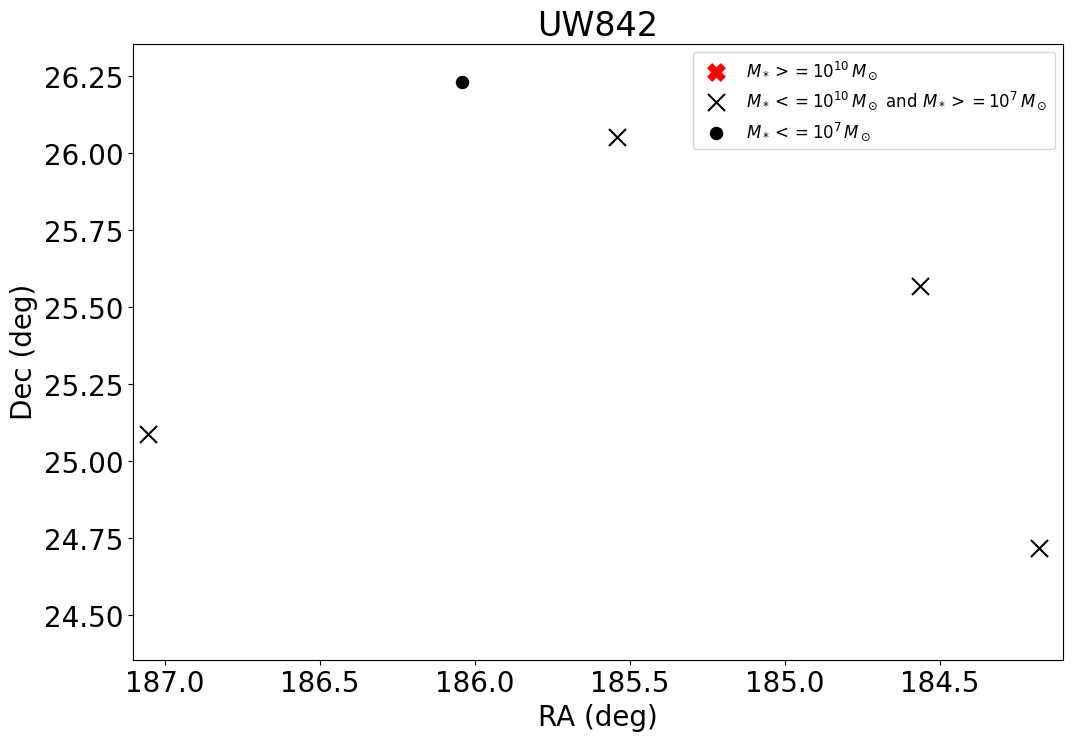 UW842
M* >= 10^10 M⊙
M* <= 10^10 M⊙ and M* >= 10^7 M⊙
M* <= 10^7 M⊙
26.25
26.00
25.75
25.50
25.25
25.00
24.75
24.50
Dec (deg)
187.0 186.5 186.0 185.5 185.0 184.5
RA (deg)